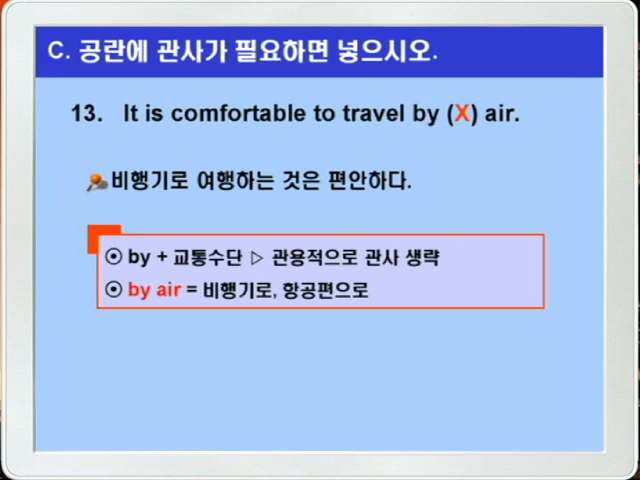 C. 공란에 관사가 필요하면 넣으시오.
13. It is comfortable to travel by (X) air.
비행기로 여행하는 것은 편안하다.
⊙ by + 교통수단 ▷ 관용적으로 관사 생략
⊙ by air = 비행기로, 항공편으로